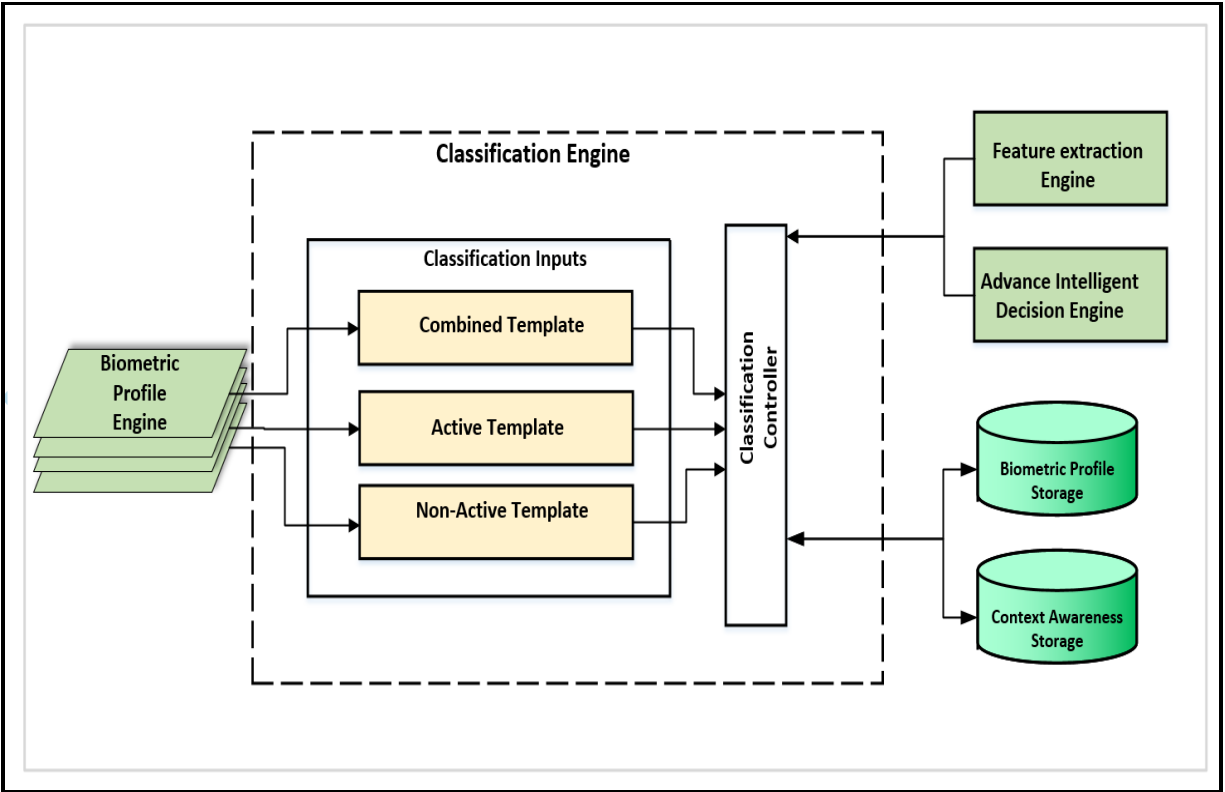 Classification Engine
Classification Inputs
Combined Template
Active Template
Non-Active Template
Biometric
Profile
Engine
Classification
Controller
Feature extraction
Engine
Advance Intelligent
Decision Engine
Biometric Profile
Storage
Context Awareness
Storage